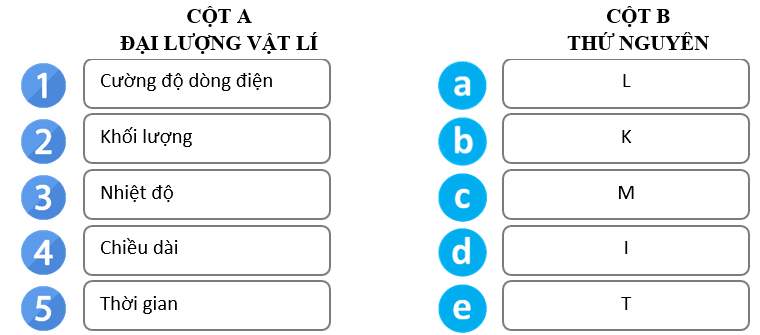 CỘT A
ĐẠI LƯỢNG VẬT LÍ
1 Cường độ dòng điện
2 Khối lượng
3 Nhiệt độ
4 Chiều dài
5 Thời gian
CỘT B
THỨ NGUYÊN
a L
b K
c M
d I
e T